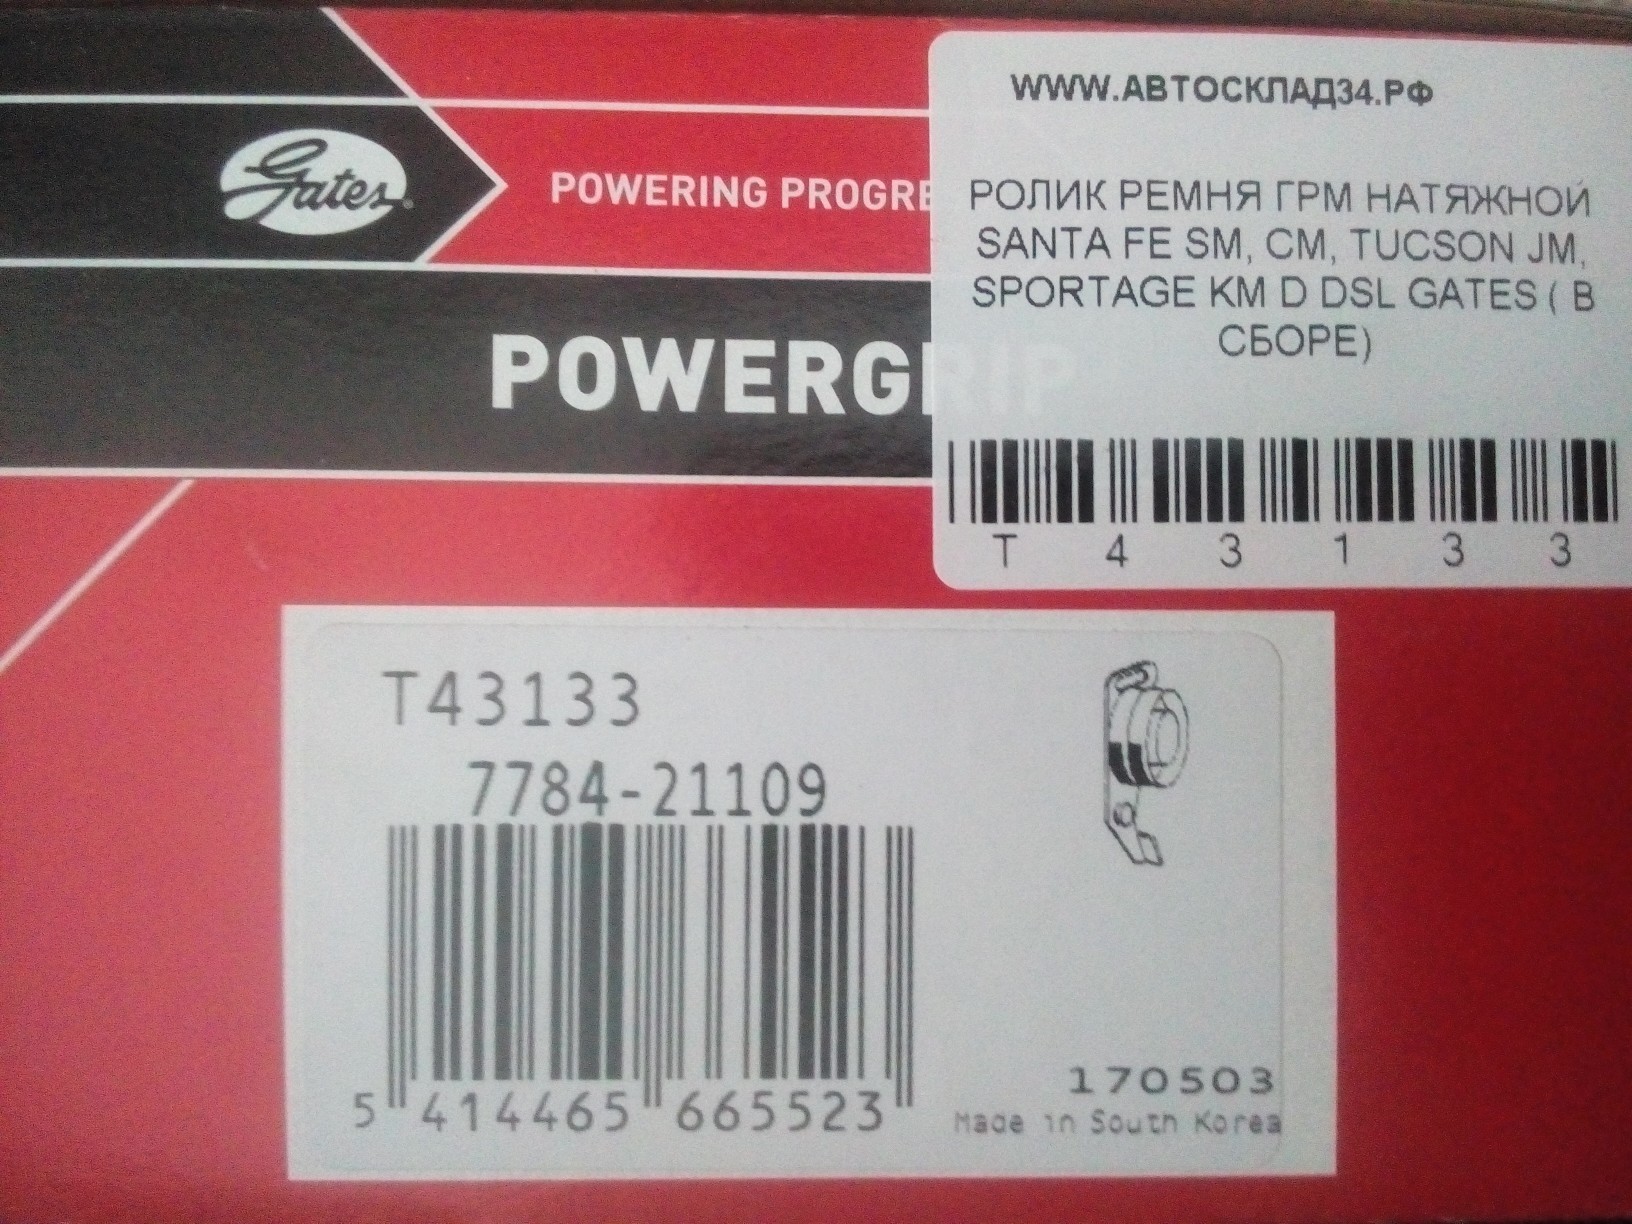 Gates
POWERING PROGRE
POWERGRIP
WWW.АВТОСКЛАД34.РФ
РОЛИК РЕМНЯ ГРМ НАТЯЖНОЙ
SANTA FE SM, CM, TUCSON JM,
SPORTAGE KM D DSL GATES ( В
СБОРЕ)
T 4 3 1 3 3
T43133
7784-21109
5 414465 665523
170503
Made in South Korea